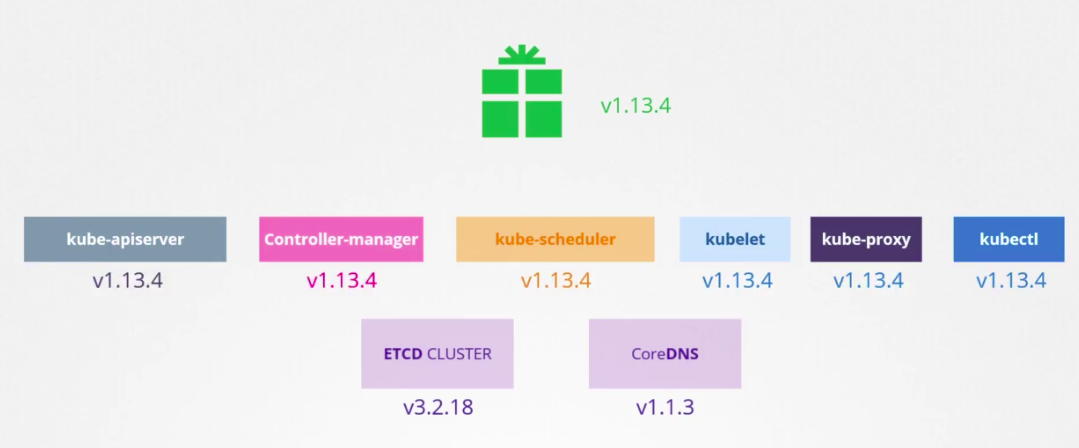 v1.13.4
kube-apiserver
Controller-manager
kube-scheduler
kubelet
kube-proxy
kubectl
v1.13.4
v1.13.4
v1.13.4
v1.13.4
v1.13.4
v1.13.4
ETCD CLUSTER
CoreDNS
v3.2.18
v1.1.3